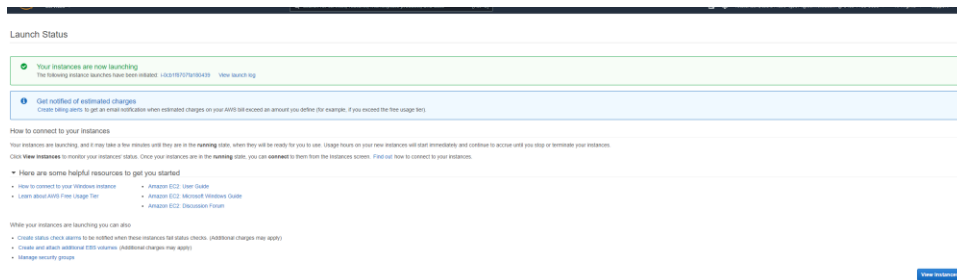 Launch Status
Your instances are now launching
The following instance launches have been initiated: View launch log
Get notified of estimated charges
Create billing alerts to get an email notification when estimated charges on your AWS bill exceed an amount you define (for example, if you exceed the free usage tier).
How to connect to your instances
Your instances are launching, and it may take a few minutes until they are in the running state, when they will be ready for you to use. Usage hours on your new instances will start immediately and continue to accrue until you stop or terminate your instances.
Click View Instances to monitor your instances' status. Once your instances are in the running state, you can connect to them from the Instances screen. Find out how to connect to your instances.
Here are some helpful resources to get you started
How to connect to your Windows instance
Learn about AWS Free Usage Tier
Amazon EC2: User Guide
Amazon EC2: Microsoft Windows Guide
Amazon EC2: Discussion Forum
While your instances are launching you can also
Create status check alarms to be notified when these instances fail status checks. (Additional charges may apply)
Create and attach additional EBS volumes (Additional charges may apply)
Manage security groups
View Instances